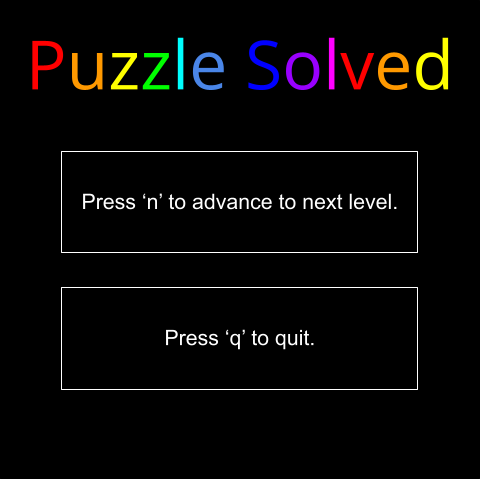 Puzzle Solved
Press ‘n’ to advance to next level.
Press ‘q’ to quit.